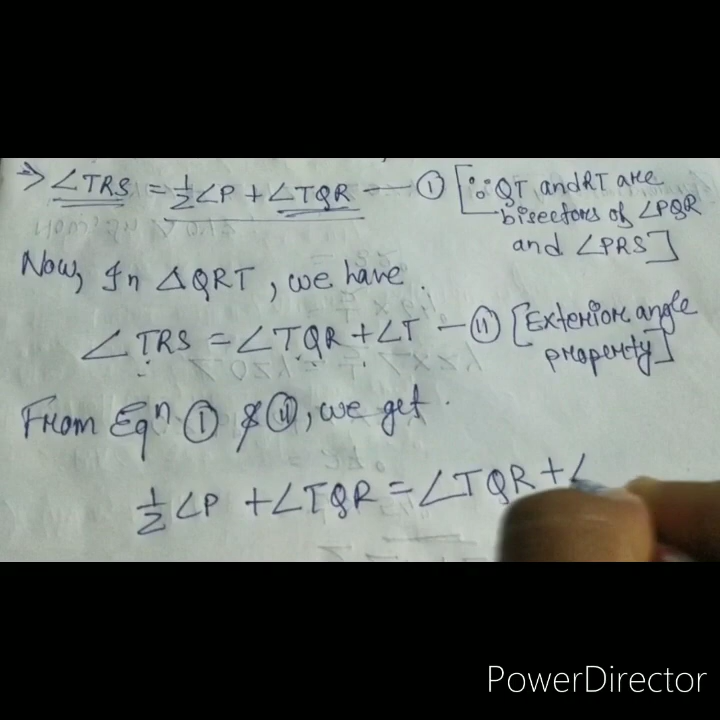 ⇒ ∠TRS = 1/2 ∠P + ∠TQR — ① [∵ QT and RT are
bisectors of ∠PQR
and ∠PRS]
Now, In △QRT, we have.
∠TRS = ∠TQR + ∠T — ⑪ [Exterior angle
property]
From Eqⁿ ① & ⑪, we get.
1/2 ∠P + ∠TQR = ∠TQR + ∠
PowerDirector